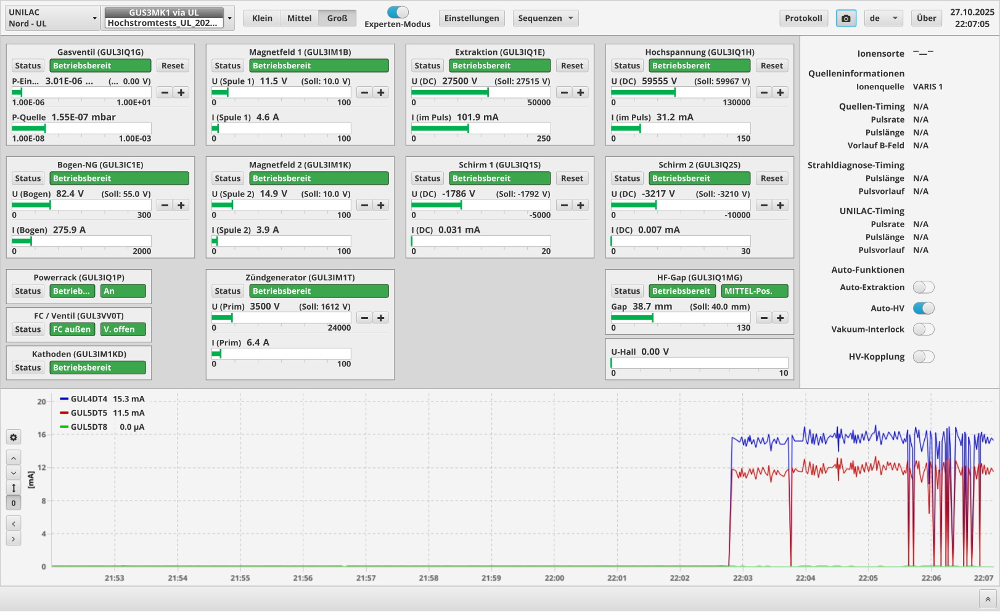 UNILAC
Nord - UL
GUS3MK1 via UL
Hochstromtests_UL_202...
Klein Mittel Groß
Experten-Modus
Einstellungen
Sequenzen
Protokoll
de
Über
27.10.2025
22:07:05
Gasventil (GUL3IQ1G)
Status Betriebsbereit Reset
P-Ein... 3.01E-06 ... (... 0.00 V)
1.00E-06 1.00E+01
P-Quelle 1.55E-07 mbar
1.00E-08 1.00E-03
Magnetfeld 1 (GUL3IM1B)
Status Betriebsbereit
U (Spule 1) 11.5 V (Soll: 10.0 V)
0 100
I (Spule 1) 4.6 A
0 100
Extraktion (GUL3IQ1E)
Status Betriebsbereit Reset
U (DC) 27500 V (Soll: 27515 V)
0 50000
I (im Puls) 101.9 mA
0 250
Hochspannung (GUL3IQ1H)
Status Betriebsbereit Reset
U (DC) 59555 V (Soll: 59967 V)
0 130000
I (im Puls) 31.2 mA
0 150
Bogen-NG (GUL3IC1E)
Status Betriebsbereit
U (Bogen) 82.4 V (Soll: 55.0 V)
0 300
I (Bogen) 275.9 A
0 2000
Magnetfeld 2 (GUL3IM1K)
Status Betriebsbereit
U (Spule 2) 14.9 V (Soll: 10.0 V)
0 100
I (Spule 2) 3.9 A
0 100
Schirm 1 (GUL3IQ1S)
Status Betriebsbereit Reset
U (DC) -1786 V (Soll: -1792 V)
0 -5000
I (DC) 0.031 mA
0 20
Schirm 2 (GUL3IQ2S)
Status Betriebsbereit Reset
U (DC) -3217 V (Soll: -3210 V)
0 -10000
I (DC) 0.007 mA
0 30
Powerrack (GUL3IQ1P)
Status Betrieb... An
FC / Ventil (GUL3VV0T)
Status FC außen V. offen
Kathoden (GUL3IM1KD)
Status Betriebsbereit
Zündgenerator (GUL3IM1T)
Status Betriebsbereit
U (Prim) 3500 V (Soll: 1612 V)
0 24000
I (Prim) 6.4 A
0 100
HF-Gap (GUL3IQ1MG)
Status Betriebsbereit MITTEL-Pos.
Gap 38.7 mm (Soll: 40.0 mm)
0 130
U-Hall 0.00 V
0 10
Ionensorte —
Quelleninformationen
Ionenquelle VARIS 1
Quellen-Timing N/A
Pulsrate N/A
Pulslänge N/A
Vorlauf B-Feld N/A
Strahldiagnose-Timing
Pulslänge N/A
Pulsvorlauf N/A
UNILAC-Timing
Pulsrate N/A
Pulslänge N/A
Pulsvorlauf N/A
Auto-Funktionen
Auto-Extraktion
Auto-HV
Vakuum-Interlock
HV-Kopplung
GUL4DT4 15.3 mA
GUL5DT5 11.5 mA
GUL5DT8 0.0 µA
20
16
12
8
4
0
[mA]
0
21:53 21:54 21:55 21:56 21:57 21:58 21:59 22:00 22:01 22:02 22:03 22:04 22:05 22:06 22:07